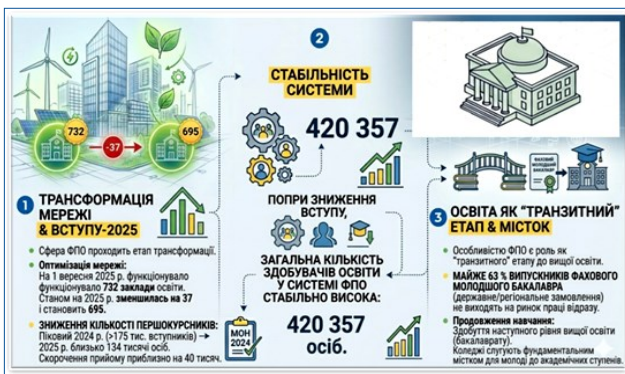 732
-37
695
1 ТРАНСФОРМАЦІЯ
МЕРЕЖІ
& ВСТУПУ-2025
Сфера ФПО проходить етап трансформації.
Оптимізація мережі:
На 1 вересня 2025 р. функціонувало
функціонувало 732 заклади освіти.
Станом на 2025 р. зменшилась на 37
і становить 695.
ЗНИЖЕННЯ КІЛЬКОСТІ ПЕРШОКУРСНИКІВ:
Піковий 2024 р. (>175 тис. вступників) →
2025 р. близько 134 тисячі осіб.
Скорочення прийому приблизно на 40 тисяч.
2
СТАБІЛЬНІСТЬ
СИСТЕМИ
420 357
ПОПРИ ЗНИЖЕННЯ
ВСТУПУ,
ЗАГАЛЬНА КІЛЬКІСТЬ
ЗДОБУВАЧІВ ОСВІТИ
У СИСТЕМІ ФПО
СТАБІЛЬНО ВИСОКА:
МОН
2024
420 357
осіб.
ФАХОВИЙ
МОЛОДШИЙ
БАКАЛАВР
3 ОСВІТА ЯК "ТРАНЗИТНИЙ"
ЕТАП & МІСТОК
Особливістю ФПО є роль як
"транзитного" етапу до вищої освіти.
МАЙЖЕ 63 % ВИПУСКНИКІВ ФАХОВОГО
МОЛОДШОГО БАКАЛАВРА
(державне/регіональне замовлення)
не виходять на ринок праці відразу.
Продовження навчання:
Здобуття наступного рівня вищої освіти
(бакалаврату).
Коледжі слугують фундаментальним
містком для молоді до академічних ступенів.